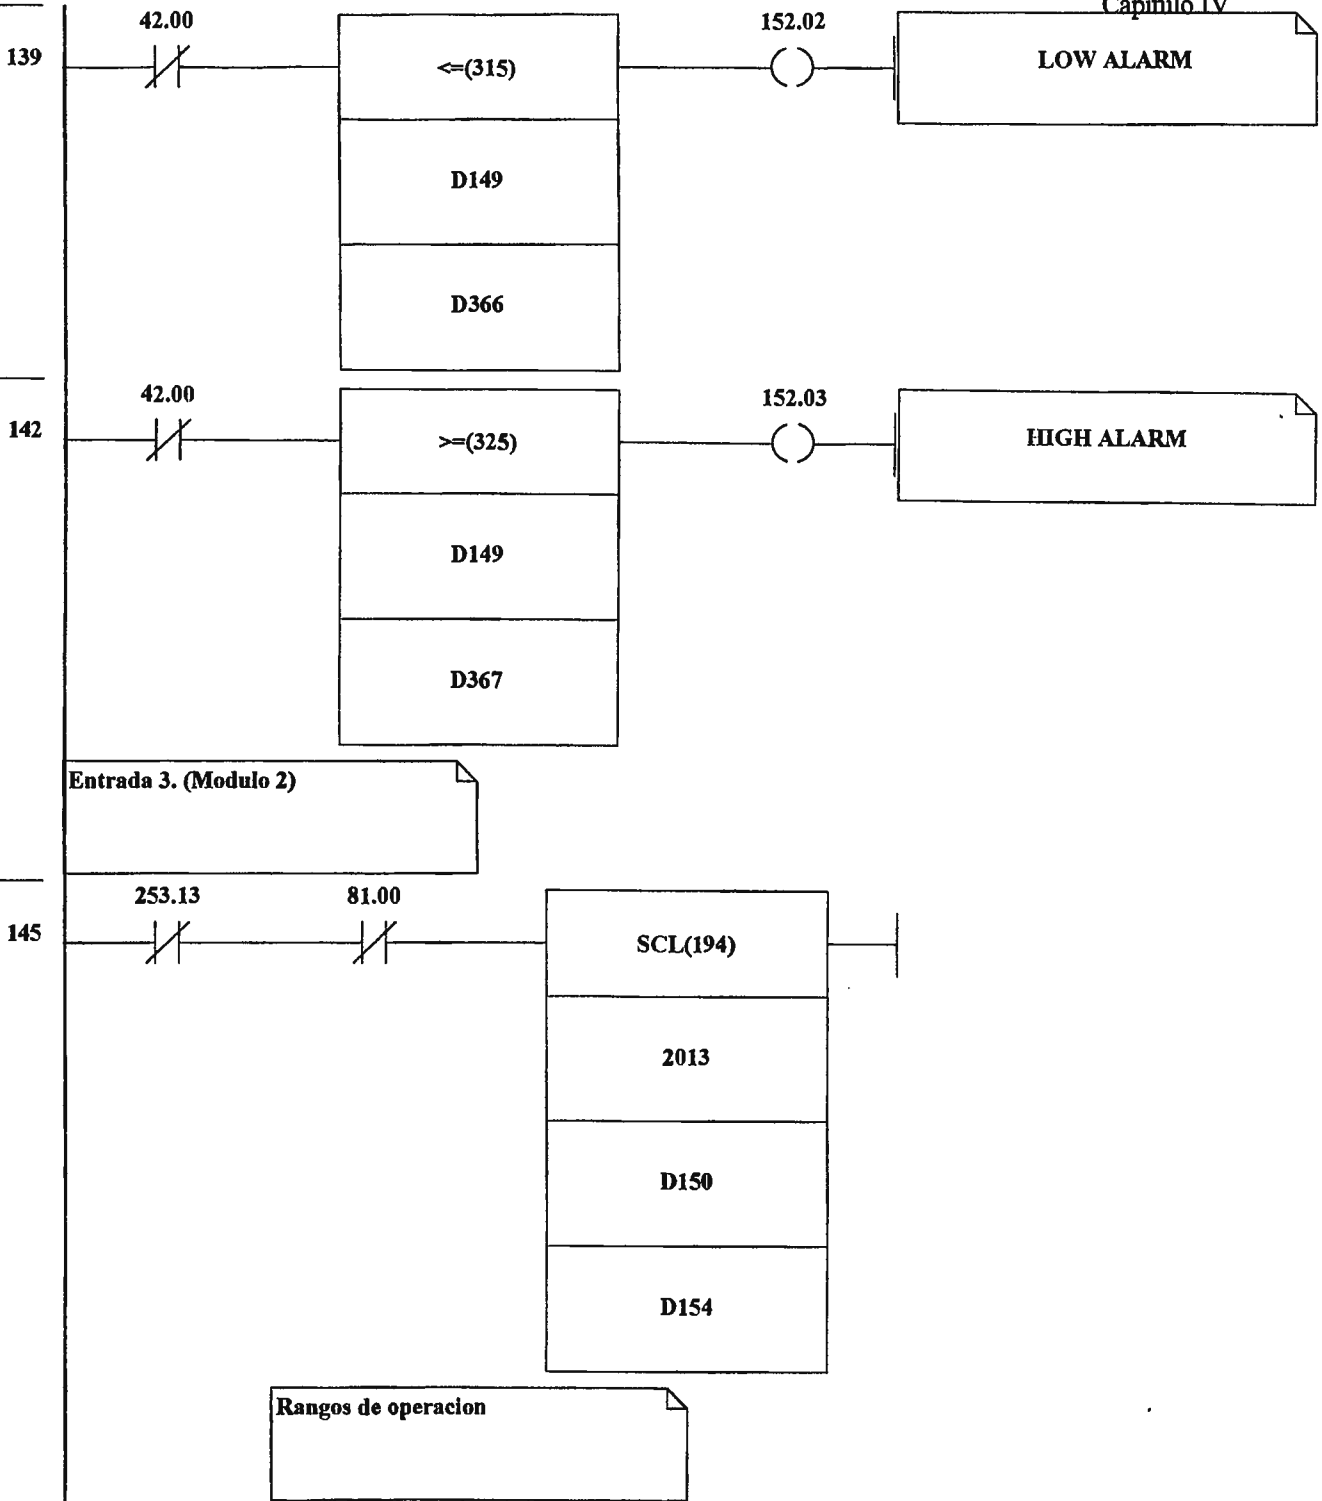 Capitulo IV
139
42.00
<=(315)
D149
D366
152.02
LOW ALARM
142
42.00
>=(325)
D149
D367
152.03
HIGH ALARM
Entrada 3. (Modulo 2)
145
253.13
81.00
SCL(194)
2013
D150
D154
Rangos de operacion